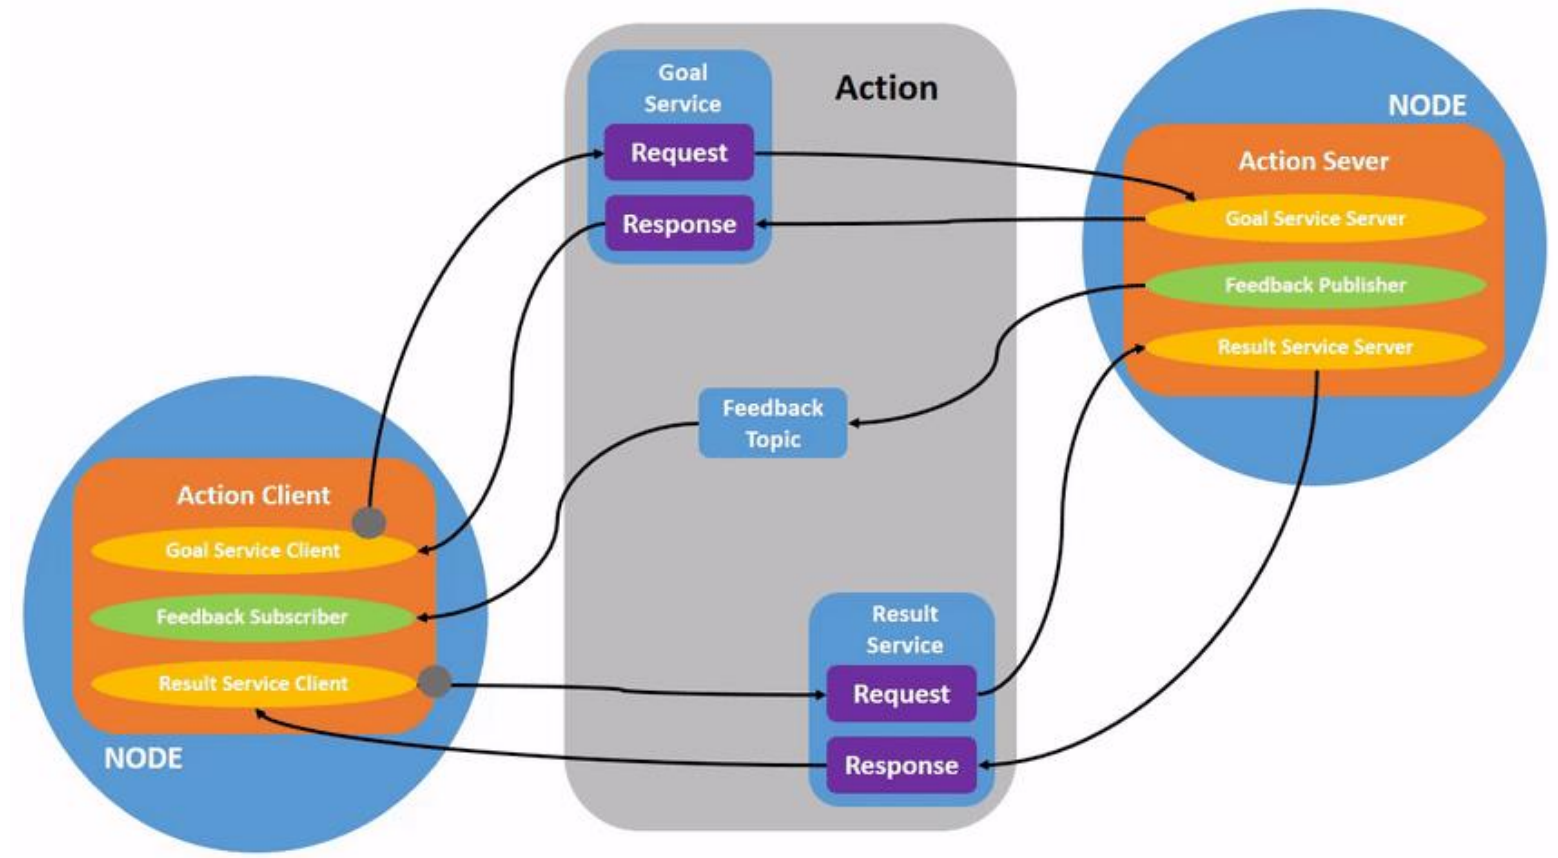 Goal
Service
Request
Response
Action
NODE
Action Sever
Goal Service Server
Feedback Publisher
Result Service Server
Feedback
Topic
Action Client
Goal Service Client
Feedback Subscriber
Result Service Client
NODE
Result
Service
Request
Response